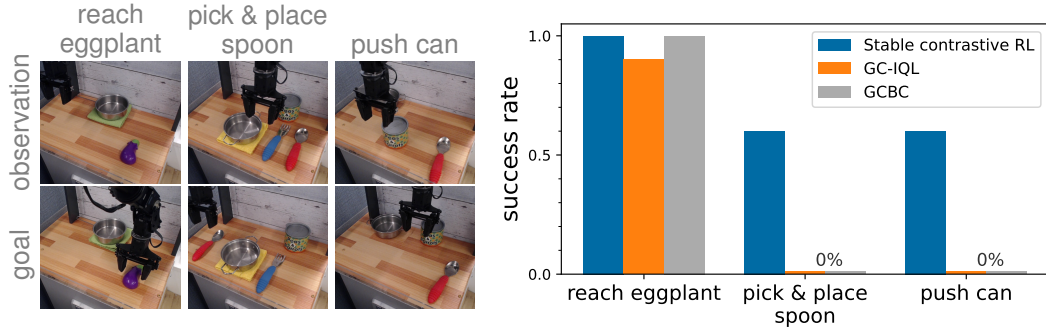 reach
eggplant
pick & place
spoon
push can
observation
goal
success rate
1.0
0.5
0.0
Stable contrastive RL
GC-IQL
GCBC
0%
0%
reach eggplant
pick & place
spoon
push can